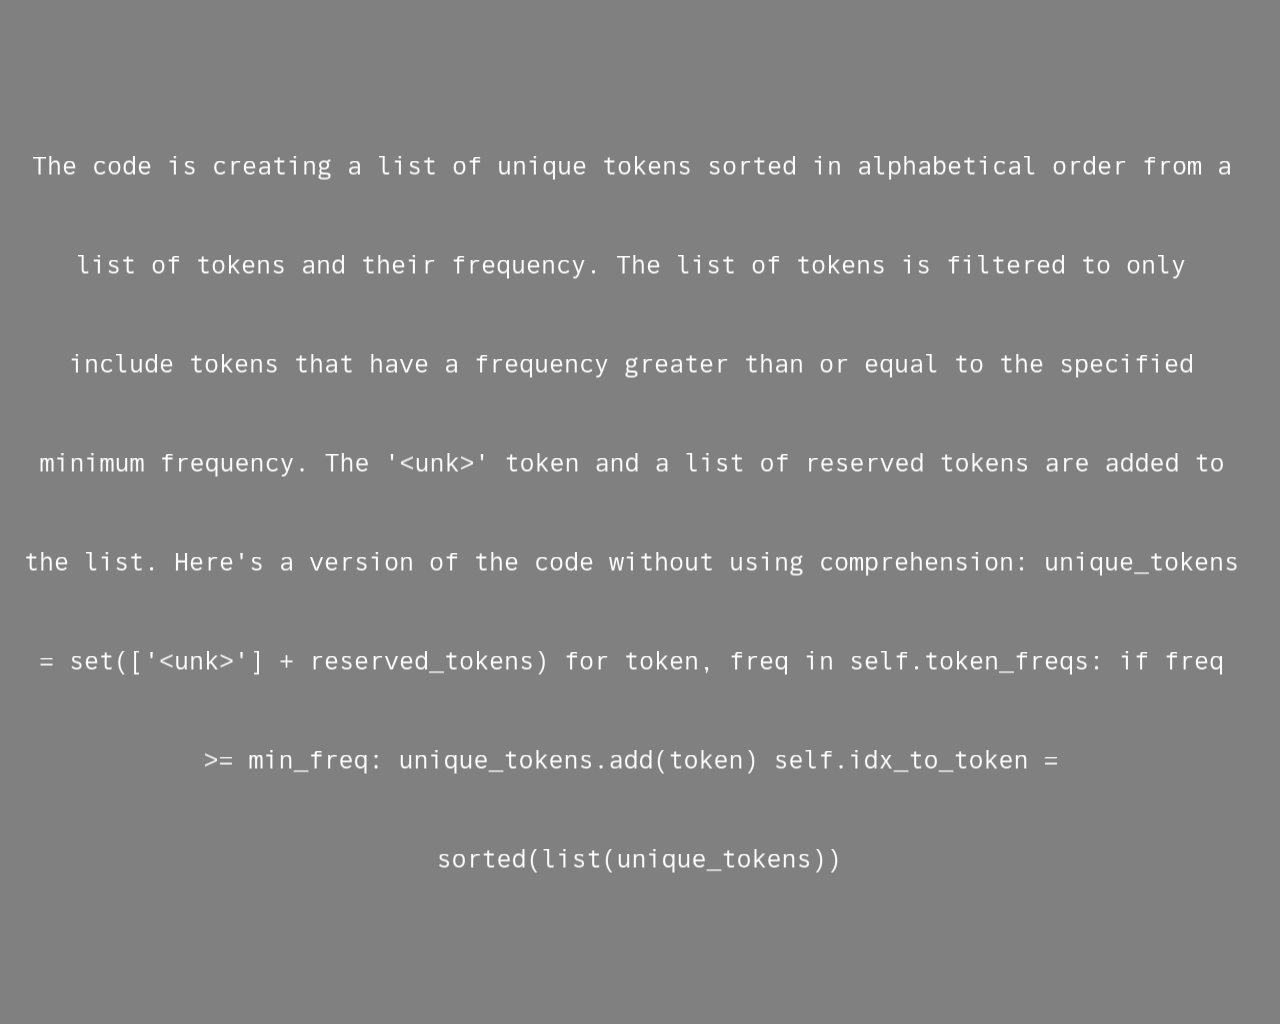 The code is creating a list of unique tokens sorted in alphabetical order from a
list of tokens and their frequency. The list of tokens is filtered to only
include tokens that have a frequency greater than or equal to the specified
minimum frequency. The '<unk>' token and a list of reserved tokens are added to
the list. Here's a version of the code without using comprehension: unique_tokens
= set(['<unk>'] + reserved_tokens) for token, freq in self.token_freqs: if freq
>= min_freq: unique_tokens.add(token) self.idx_to_token =
sorted(list(unique_tokens))